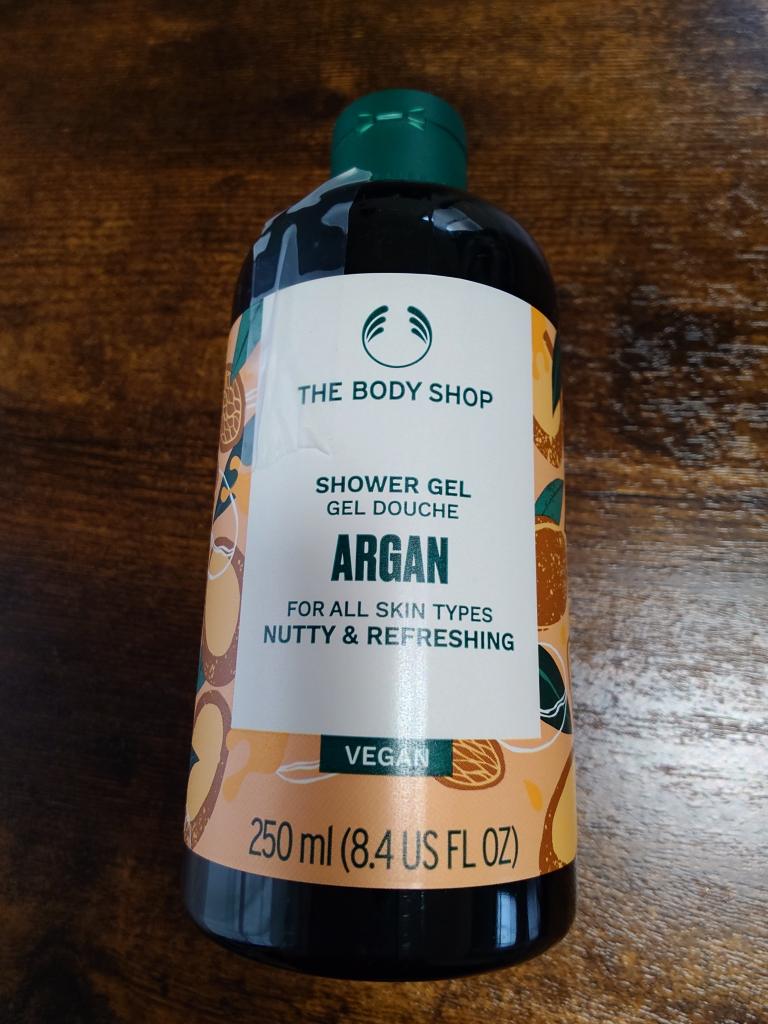 THE BODY SHOP
SHOWER GEL
GEL DOUCHE
ARGAN
FOR ALL SKIN TYPES
NUTTY & REFRESHING
VEGAN
250 ml (8.4 US FL OZ)